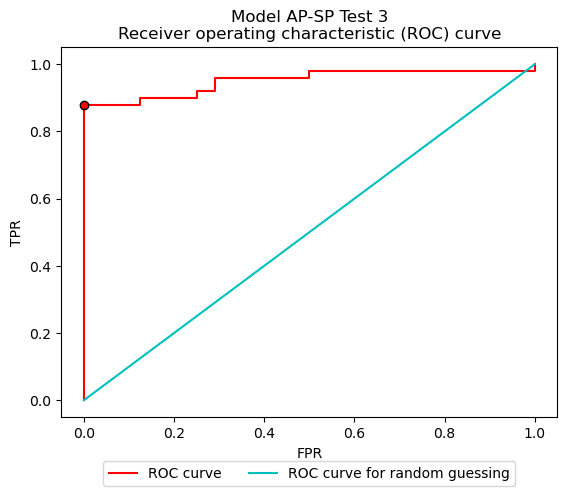 Model AP-SP Test 3
Receiver operating characteristic (ROC) curve
1.0
0.8
0.6
0.4
0.2
0.0
TPR
0.0 0.2 0.4 0.6 0.8 1.0
FPR
ROC curve ROC curve for random guessing